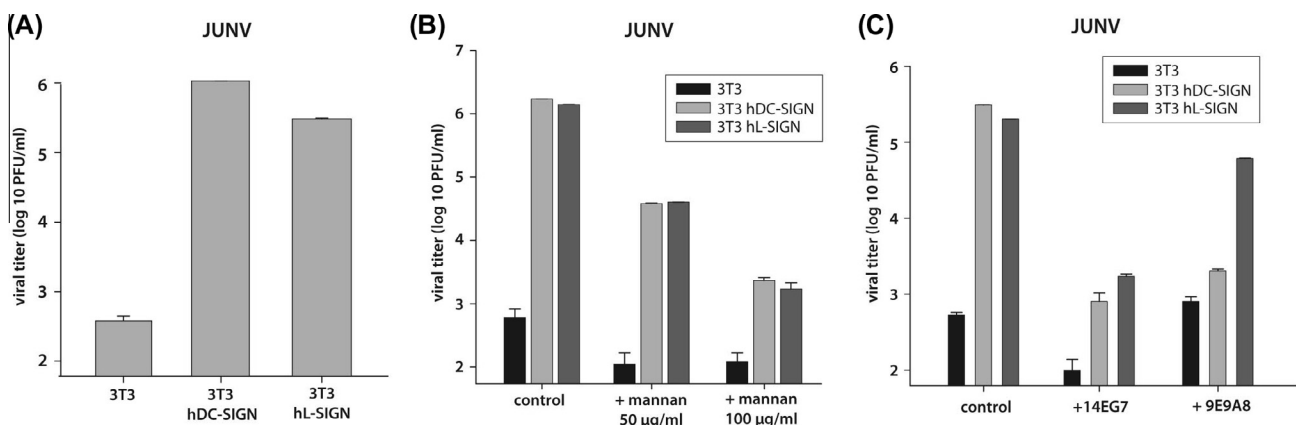 (A)
JUNV
viral titer (log 10 PFU/ml)
6
5
4
3
2
3T3
3T3
hDC-SIGN
3T3
hL-SIGN
(B)
JUNV
3T3
3T3 hDC-SIGN
3T3 hL-SIGN
viral titer (log 10 PFU/ml)
7
6
5
4
3
2
control
+ mannan
50 µg/ml
+ mannan
100 µg/ml
(C)
JUNV
3T3
3T3 hDC-SIGN
3T3 hL-SIGN
viral titer (log 10 PFU/ml)
6
5
4
3
2
control
+14EG7
+ 9E9A8